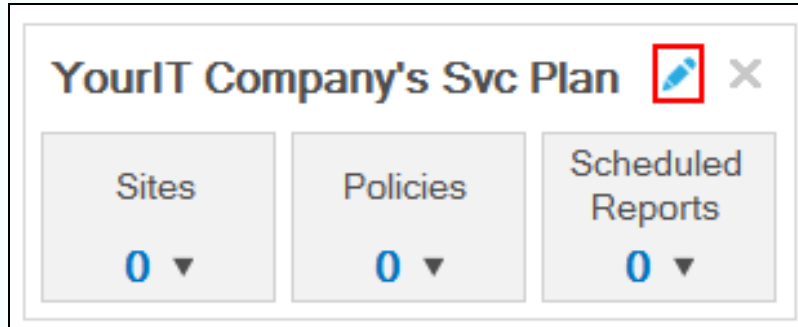 YourIT Company's Svc Plan
Sites
Policies
Scheduled
Reports
0
0
0